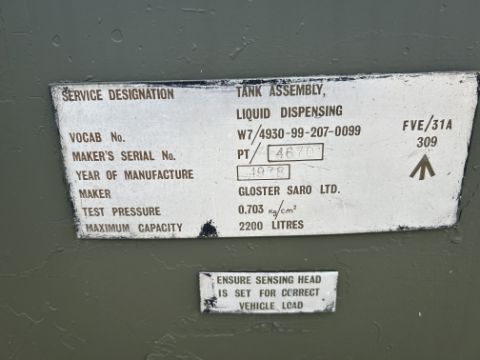 SERVICE DESIGNATION TANK ASSEMBLY,
LIQUID DISPENSING
VOCAB No. W7/4930-99-207-0099 FVE/31A
MAKER'S SERIAL No. PT/ 309
YEAR OF MANUFACTURE 1978
MAKER GLOSTER SARO LTD.
TEST PRESSURE 0.703 kg/cm²
MAXIMUM CAPACITY 2200 LITRES
ENSURE SENSING HEAD
IS SET FOR CORRECT
VEHICLE LOAD